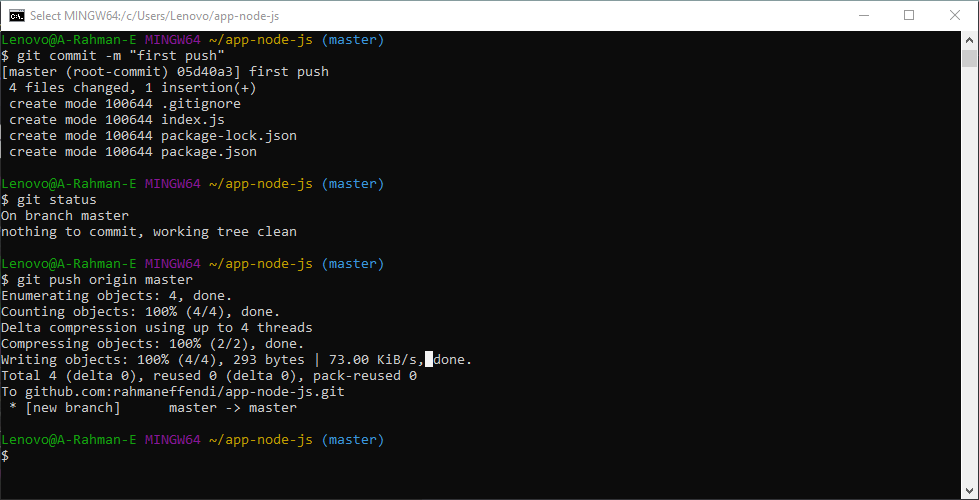 Select MINGW64:/c/Users/Lenovo/app-node-js
Lenovo@A-Rahman-E MINGW64 ~/app-node-js (master)
$ git commit -m "first push"
[master (root-commit) 05d40a3] first push
 4 files changed, 1 insertion(+)
 create mode 100644 .gitignore
 create mode 100644 index.js
 create mode 100644 package-lock.json
 create mode 100644 package.json
Lenovo@A-Rahman-E MINGW64 ~/app-node-js (master)
$ git status
On branch master
nothing to commit, working tree clean
Lenovo@A-Rahman-E MINGW64 ~/app-node-js (master)
$ git push origin master
Enumerating objects: 4, done.
Counting objects: 100% (4/4), done.
Delta compression using up to 4 threads
Compressing objects: 100% (2/2), done.
Writing objects: 100% (4/4), 293 bytes | 73.00 KiB/s, done.
Total 4 (delta 0), reused 0 (delta 0), pack-reused 0
To github.com:rahmaneffendi/app-node-js.git
 * [new branch]      master -> master
Lenovo@A-Rahman-E MINGW64 ~/app-node-js (master)
$